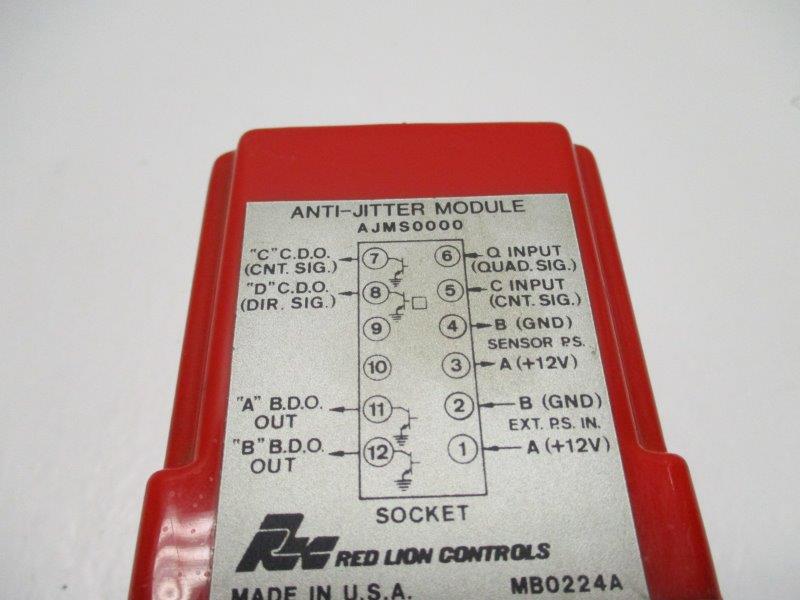 ANTI-JITTER MODULE
AJMS0000
"C" C.D.O.
(CNT. SIG.)
7
6
Q INPUT
(QUAD. SIG.)
"D" C.D.O.
(DIR. SIG.)
8
5
C INPUT
(CNT. SIG.)
9
4
B (GND)
SENSOR P.S.
10
3
A (+12V)
"A" B.D.O.
OUT
11
2
B (GND)
EXT. P.S. IN.
"B" B.D.O.
OUT
12
1
A (+12V)
SOCKET
RLC RED LION CONTROLS
MADE IN U.S.A.
MB0224A